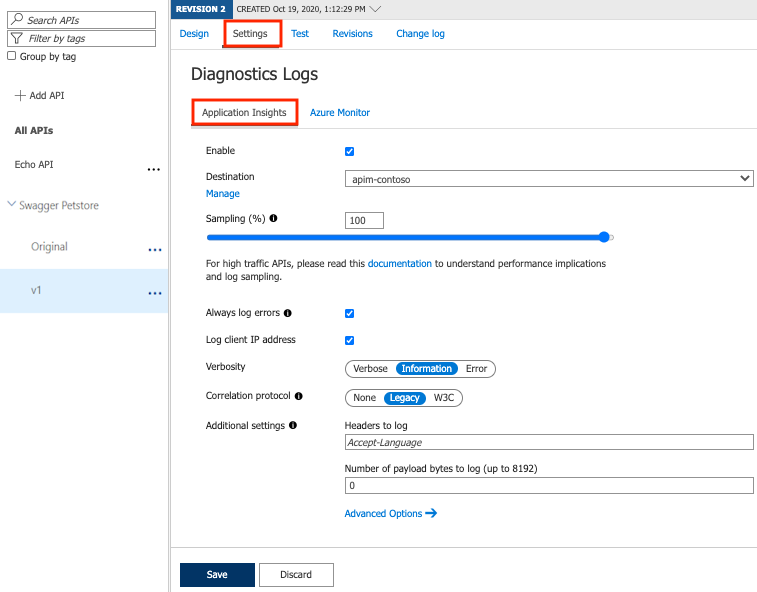 Search APIs
Filter by tags
Group by tag
Add API
All APIs
Echo API
Swagger Petstore
Original
v1
REVISION 2 CREATED Oct 19, 2020, 1:12:29 PM
Design Settings Test Revisions Change log
Diagnostics Logs
Application Insights Azure Monitor
Enable
Destination apim-contoso
Manage
Sampling (%) 100
For high traffic APIs, please read this documentation to understand performance implications
and log sampling.
Always log errors
Log client IP address
Verbosity Verbose Information Error
Correlation protocol None Legacy W3C
Additional settings Headers to log
Accept-Language
Number of payload bytes to log (up to 8192)
0
Advanced Options
Save Discard